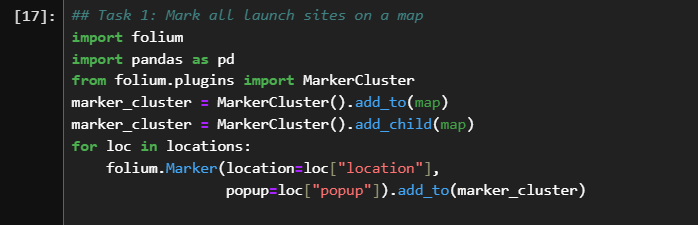 [17]: ## Task 1: Mark all launch sites on a map
import folium
import pandas as pd
from folium.plugins import MarkerCluster
marker_cluster = MarkerCluster().add_to(map)
marker_cluster = MarkerCluster().add_child(map)
for loc in locations:
    folium.Marker(location=loc["location"],
                  popup=loc["popup"]).add_to(marker_cluster)